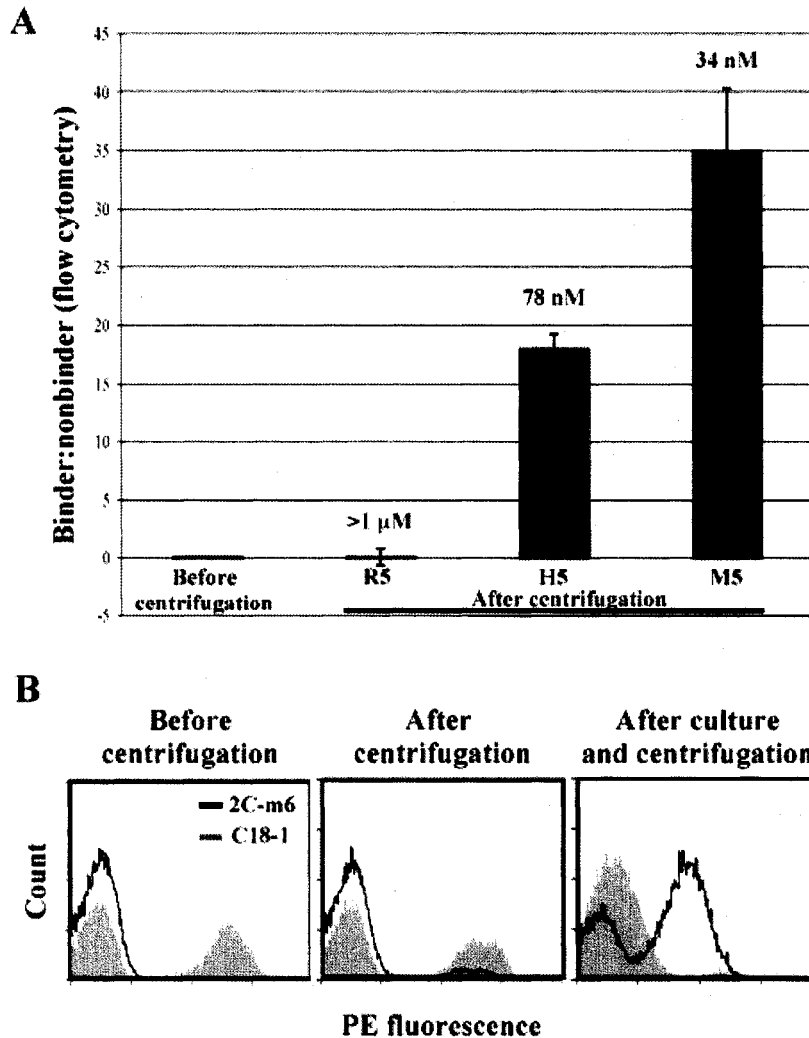 A
Binder:nonbinder (flow cytometry)
45
40
35
30
25
20
15
10
5
0
-5
>1 µM
78 nM
34 nM
Before
centrifugation
R5
H5
M5
After centrifugation
B
Before
centrifugation
After
centrifugation
After culture
and centrifugation
2C-m6
C18-1
Count
PE fluorescence